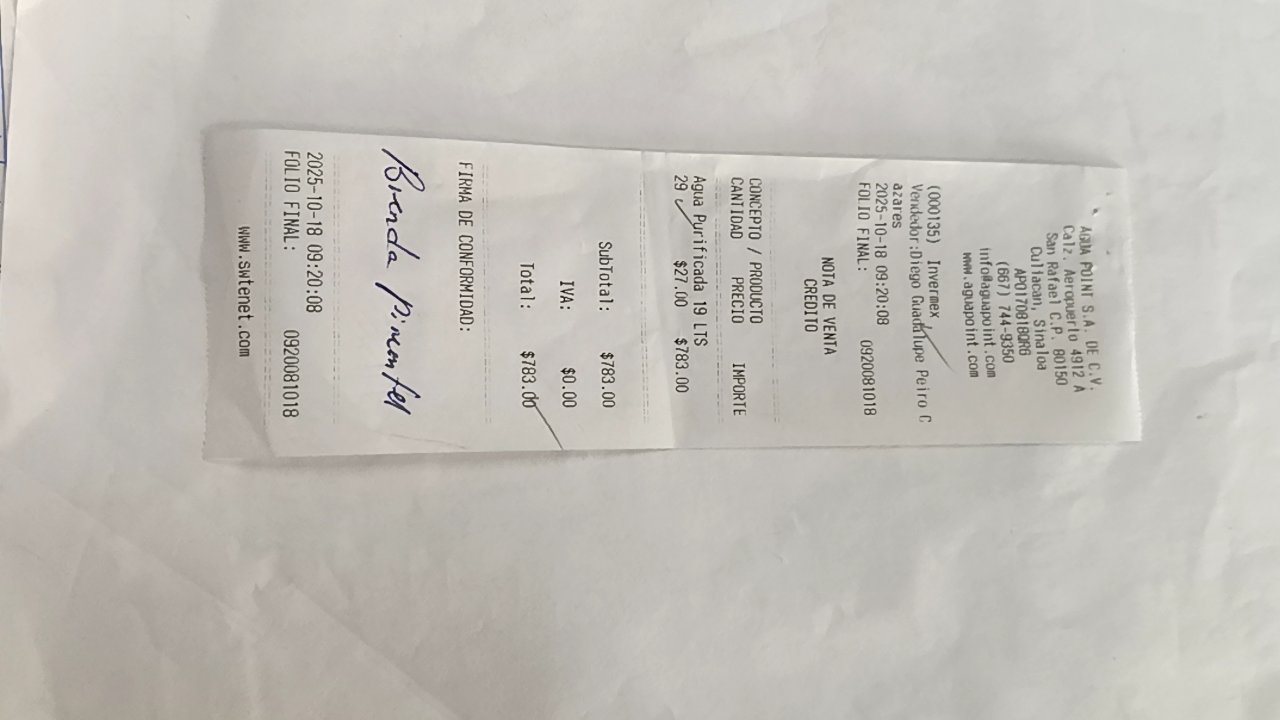 AGUA POINT S.A. DE C.V.
Calz. Aeropuerto 4912 A
San Rafael C.P. 80150
Culiacan, Sinaloa
APO170818QR6
(667) 744-9350
info@aguapoint.com
www.aguapoint.com
(000135) Invermex
Vendedor:Diego Guadalupe Peiro C
azares
2025-10-18 09:20:08
FOLIO FINAL: 0920081018
NOTA DE VENTA
CREDITO
CONCEPTO / PRODUCTO
CANTIDAD PRECIO IMPORTE
Agua Purificada 19 LTS
29 $27.00 $783.00
SubTotal: $783.00
IVA: $0.00
Total: $783.00
FIRMA DE CONFORMIDAD:
Brenda Pimentel
2025-10-18 09:20:08
FOLIO FINAL: 0920081018
www.swtenet.com